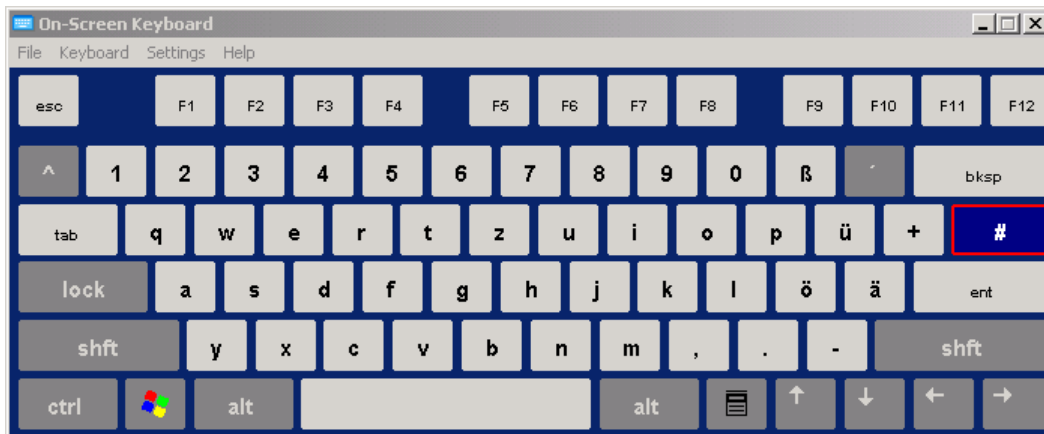 On-Screen Keyboard
File Keyboard Settings Help
esc F1 F2 F3 F4 F5 F6 F7 F8 F9 F10 F11 F12
^ 1 2 3 4 5 6 7 8 9 0 ß ´ bksp
tab q w e r t z u i o p ü + #
lock a s d f g h j k l ö ä ent
shft y x c v b n m , . - shft
ctrl alt alt ↑ ↓ ← →